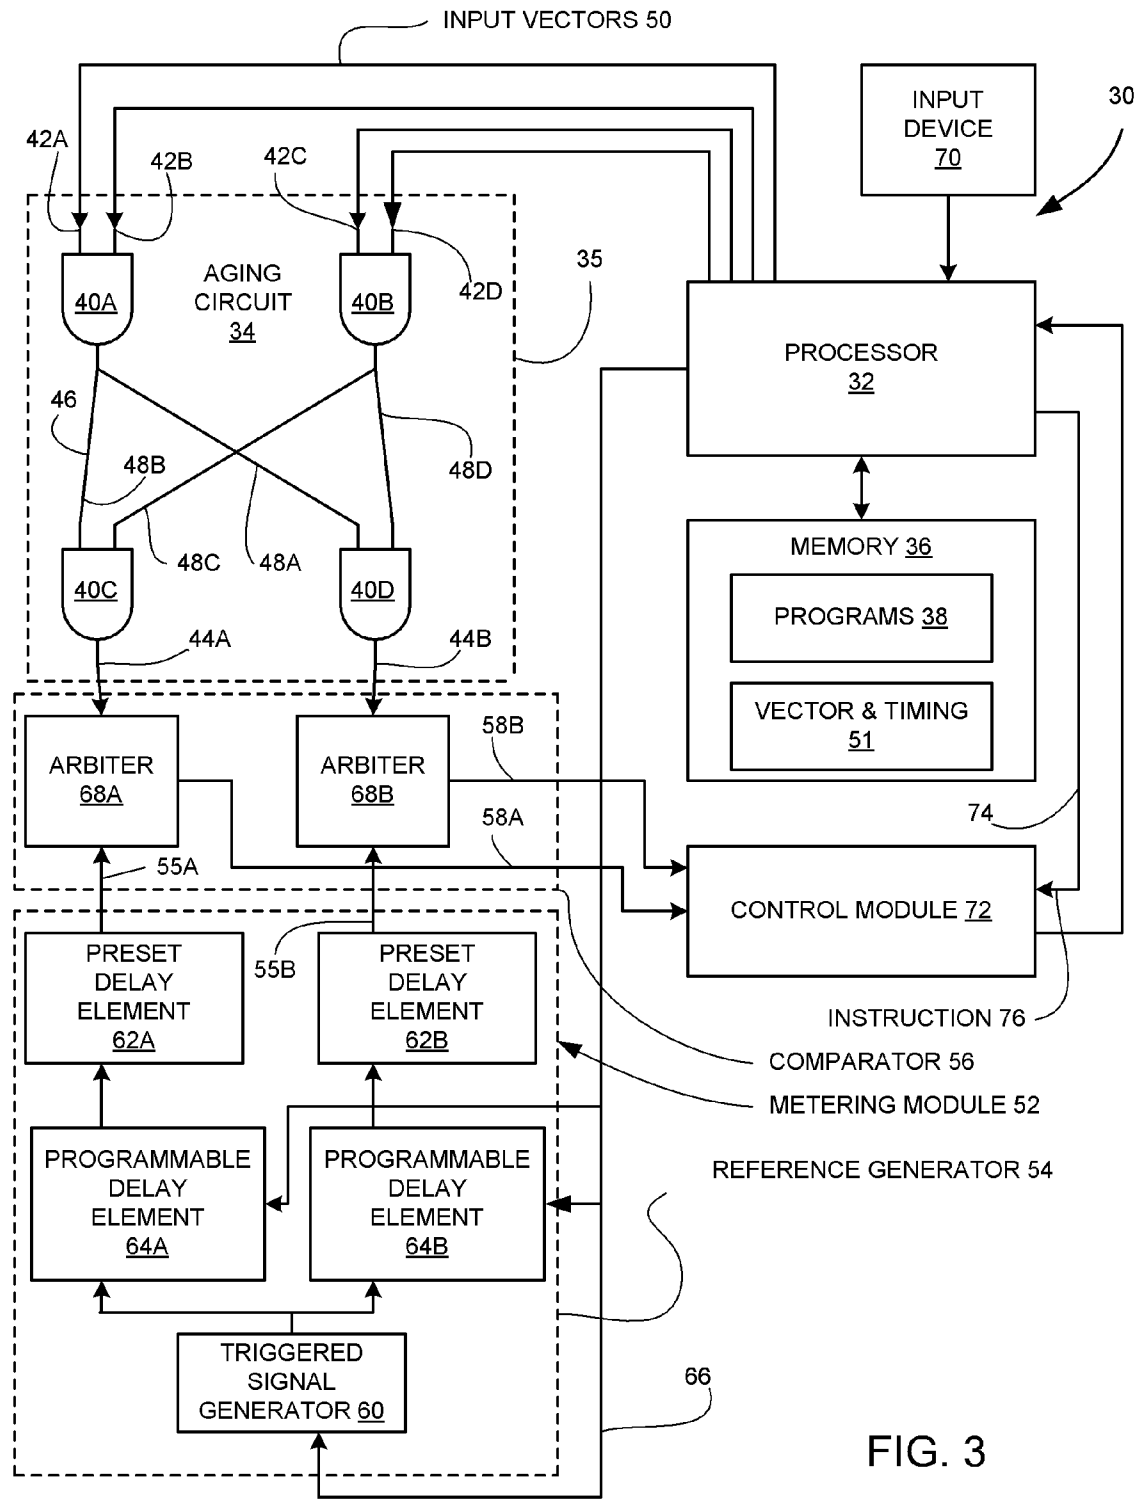 INPUT VECTORS 50
INPUT
DEVICE
70
30
42A
42B
42C
42D
35
AGING
CIRCUIT
34
40A
40B
PROCESSOR
32
46
48B
48D
48C
48A
40C
40D
MEMORY 36
PROGRAMS 38
VECTOR & TIMING
51
44A
44B
ARBITER
68A
ARBITER
68B
58B
58A
74
55A
55B
CONTROL MODULE 72
PRESET
DELAY
ELEMENT
62A
PRESET
DELAY
ELEMENT
62B
INSTRUCTION 76
COMPARATOR 56
METERING MODULE 52
REFERENCE GENERATOR 54
PROGRAMMABLE
DELAY
ELEMENT
64A
PROGRAMMABLE
DELAY
ELEMENT
64B
TRIGGERED
SIGNAL
GENERATOR 60
66
FIG. 3